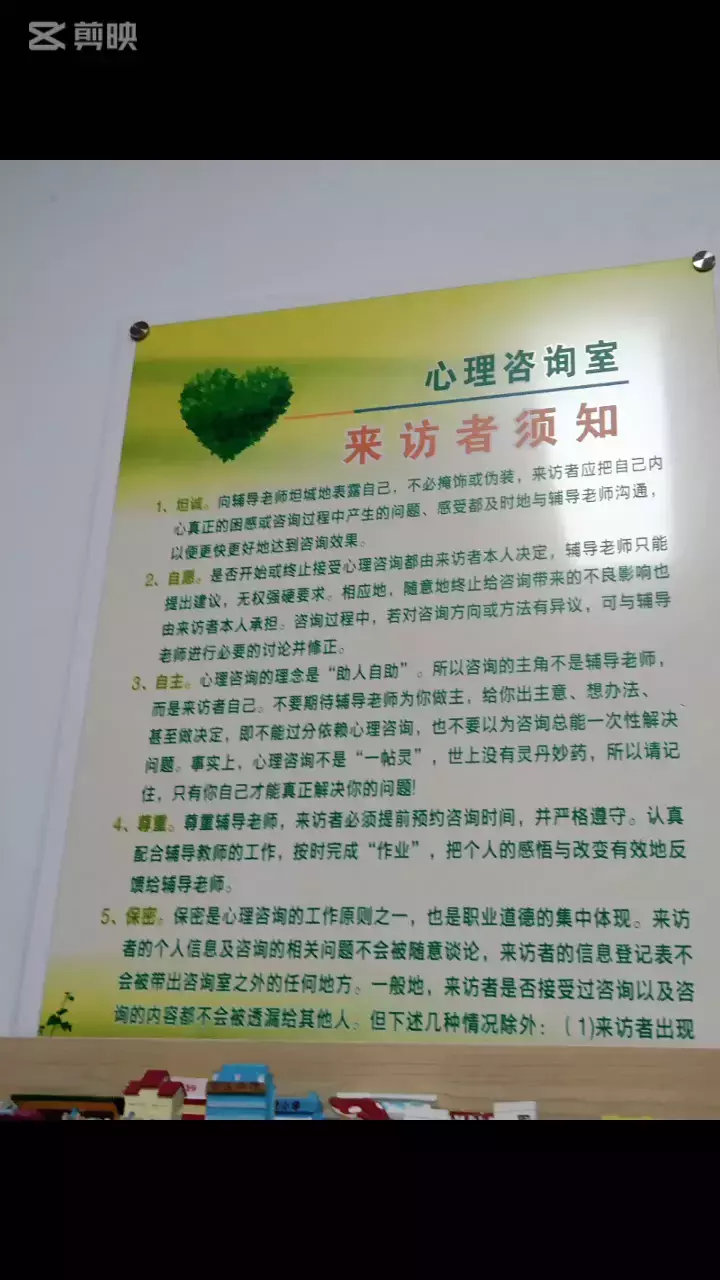 剪映
心理咨询室
来访者须知
1、坦诚。向辅导老师坦城地表露自己，不必掩饰或伪装，来访者应把自己内
心真正的困惑或咨询过程中产生的问题、感受都及时地与辅导老师沟通，
以便更快更好地达到咨询效果。
2、自愿。是否开始或终止接受心理咨询都由来访者本人决定，辅导老师只能
提出建议，无权强硬要求。相应地，随意地终止给咨询带来的不良影响也
由来访者本人承担。咨询过程中，若对咨询方向或方法有异议，可与辅导
老师进行必要的讨论并修正。
3、自主。心理咨询的理念是“助人自助”。所以咨询的主角不是辅导老师，
而是来访者自己。不要期待辅导老师为你做主，给你出主意、想办法、
甚至做决定，即不能过分依赖心理咨询，也不要以为咨询总能一次性解决
问题。事实上，心理咨询不是“一帖灵”，世上没有灵丹妙药，所以请记
住，只有你自己才能真正解决你的问题!
4、尊重。尊重辅导老师，来访者必须提前预约咨询时间，并严格遵守。认真
配合辅导教师的工作，按时完成“作业”，把个人的感悟与改变有效地反
馈给辅导老师。
5、保密。保密是心理咨询的工作原则之一，也是职业道德的集中体现。来访
者的个人信息及咨询的相关问题不会被随意谈论，来访者的信息登记表不
会被带出咨询室之外的任何地方。一般地，来访者是否接受过咨询以及咨
询的内容都不会被透漏给其他人。但下述几种情况除外：（1)来访者出现